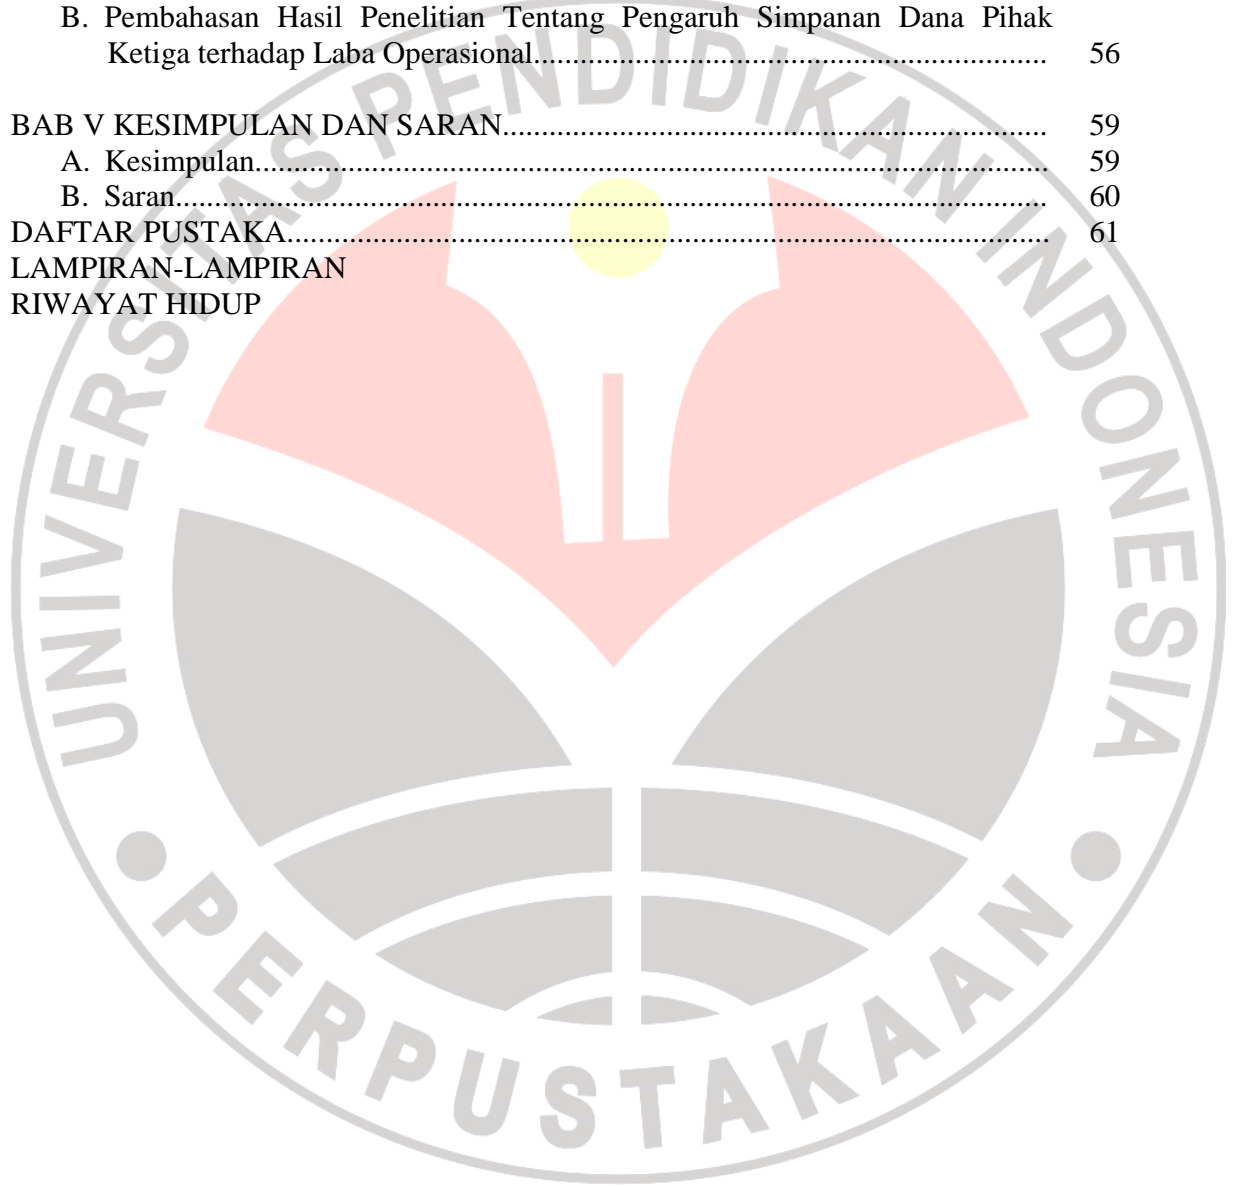 B. Pembahasan Hasil Penelitian Tentang Pengaruh Simpanan Dana Pihak
Ketiga terhadap Laba Operasional.................................................................. 56
BAB V KESIMPULAN DAN SARAN...................................................................... 59
A. Kesimpulan...................................................................................................... 59
B. Saran................................................................................................................ 60
DAFTAR PUSTAKA.................................................................................................. 61
LAMPIRAN-LAMPIRAN
RIWAYAT HIDUP
UNIVERSITAS PENDIDIKAN INDONESIA
PERPUSTAKAAN